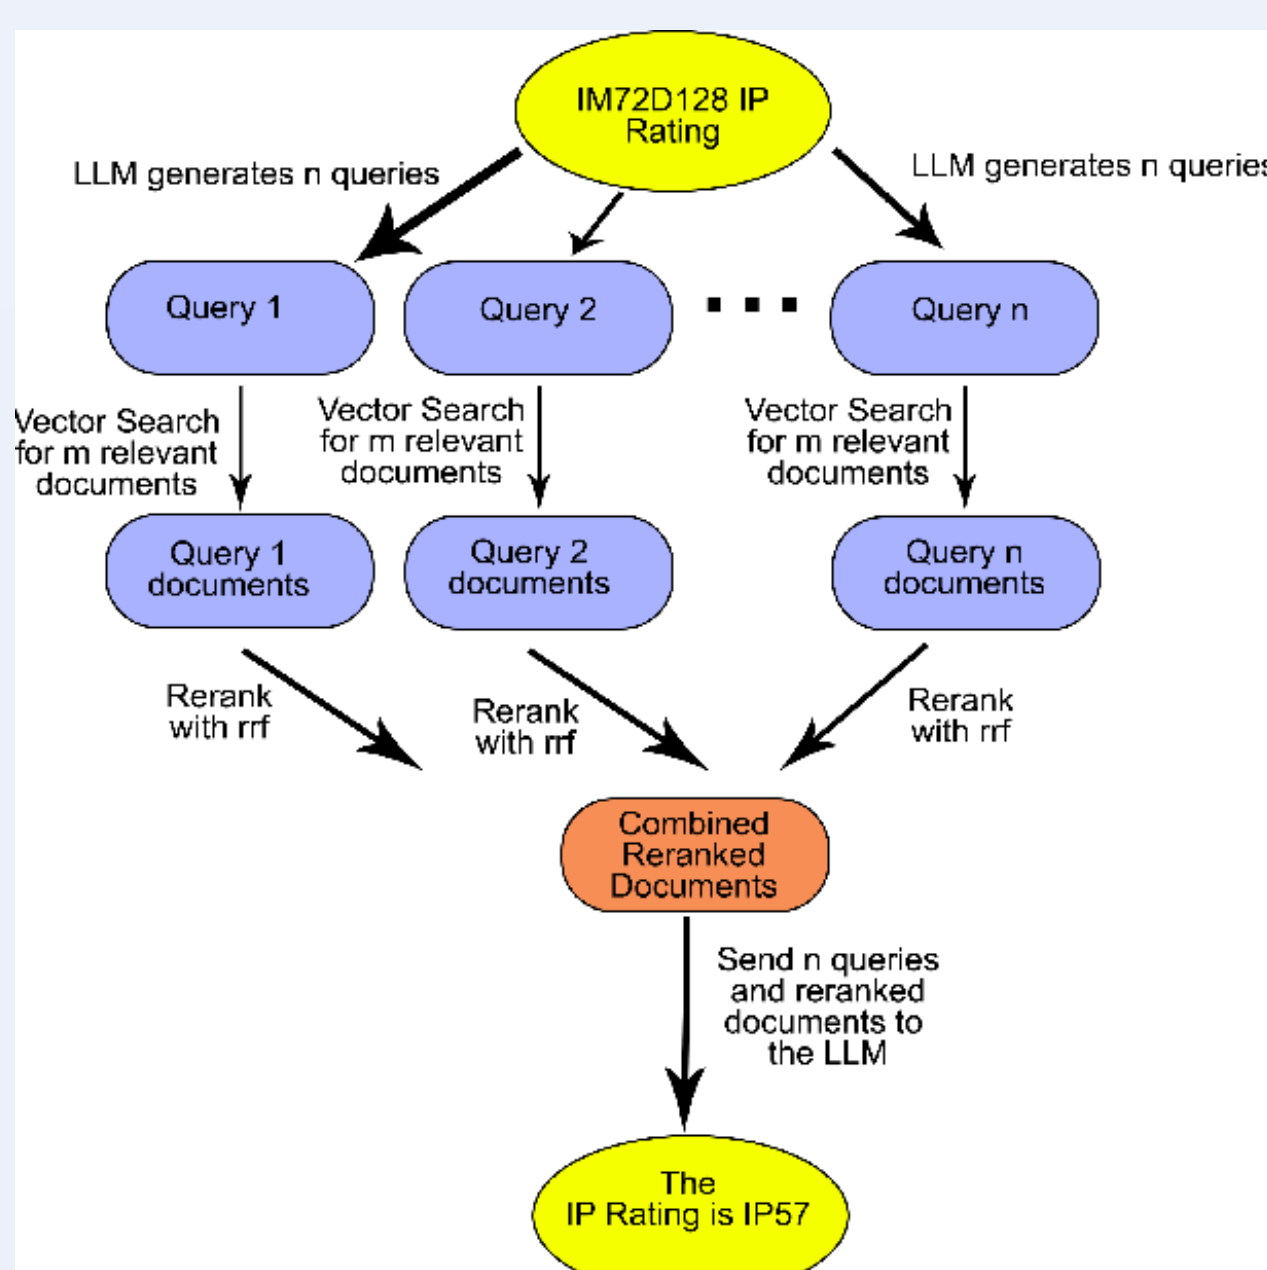 IM72D128 IP
Rating
LLM generates n queries
LLM generates n queries
Query 1
Query 2
Query n
Vector Search
for m relevant
documents
Vector Search
for m relevant
documents
Vector Search
for m relevant
documents
Query 1
documents
Query 2
documents
Query n
documents
Rerank
with rrf
Rerank
with rrf
Rerank
with rrf
Combined
Reranked
Documents
Send n queries
and reranked
documents to
the LLM
The
IP Rating is IP57